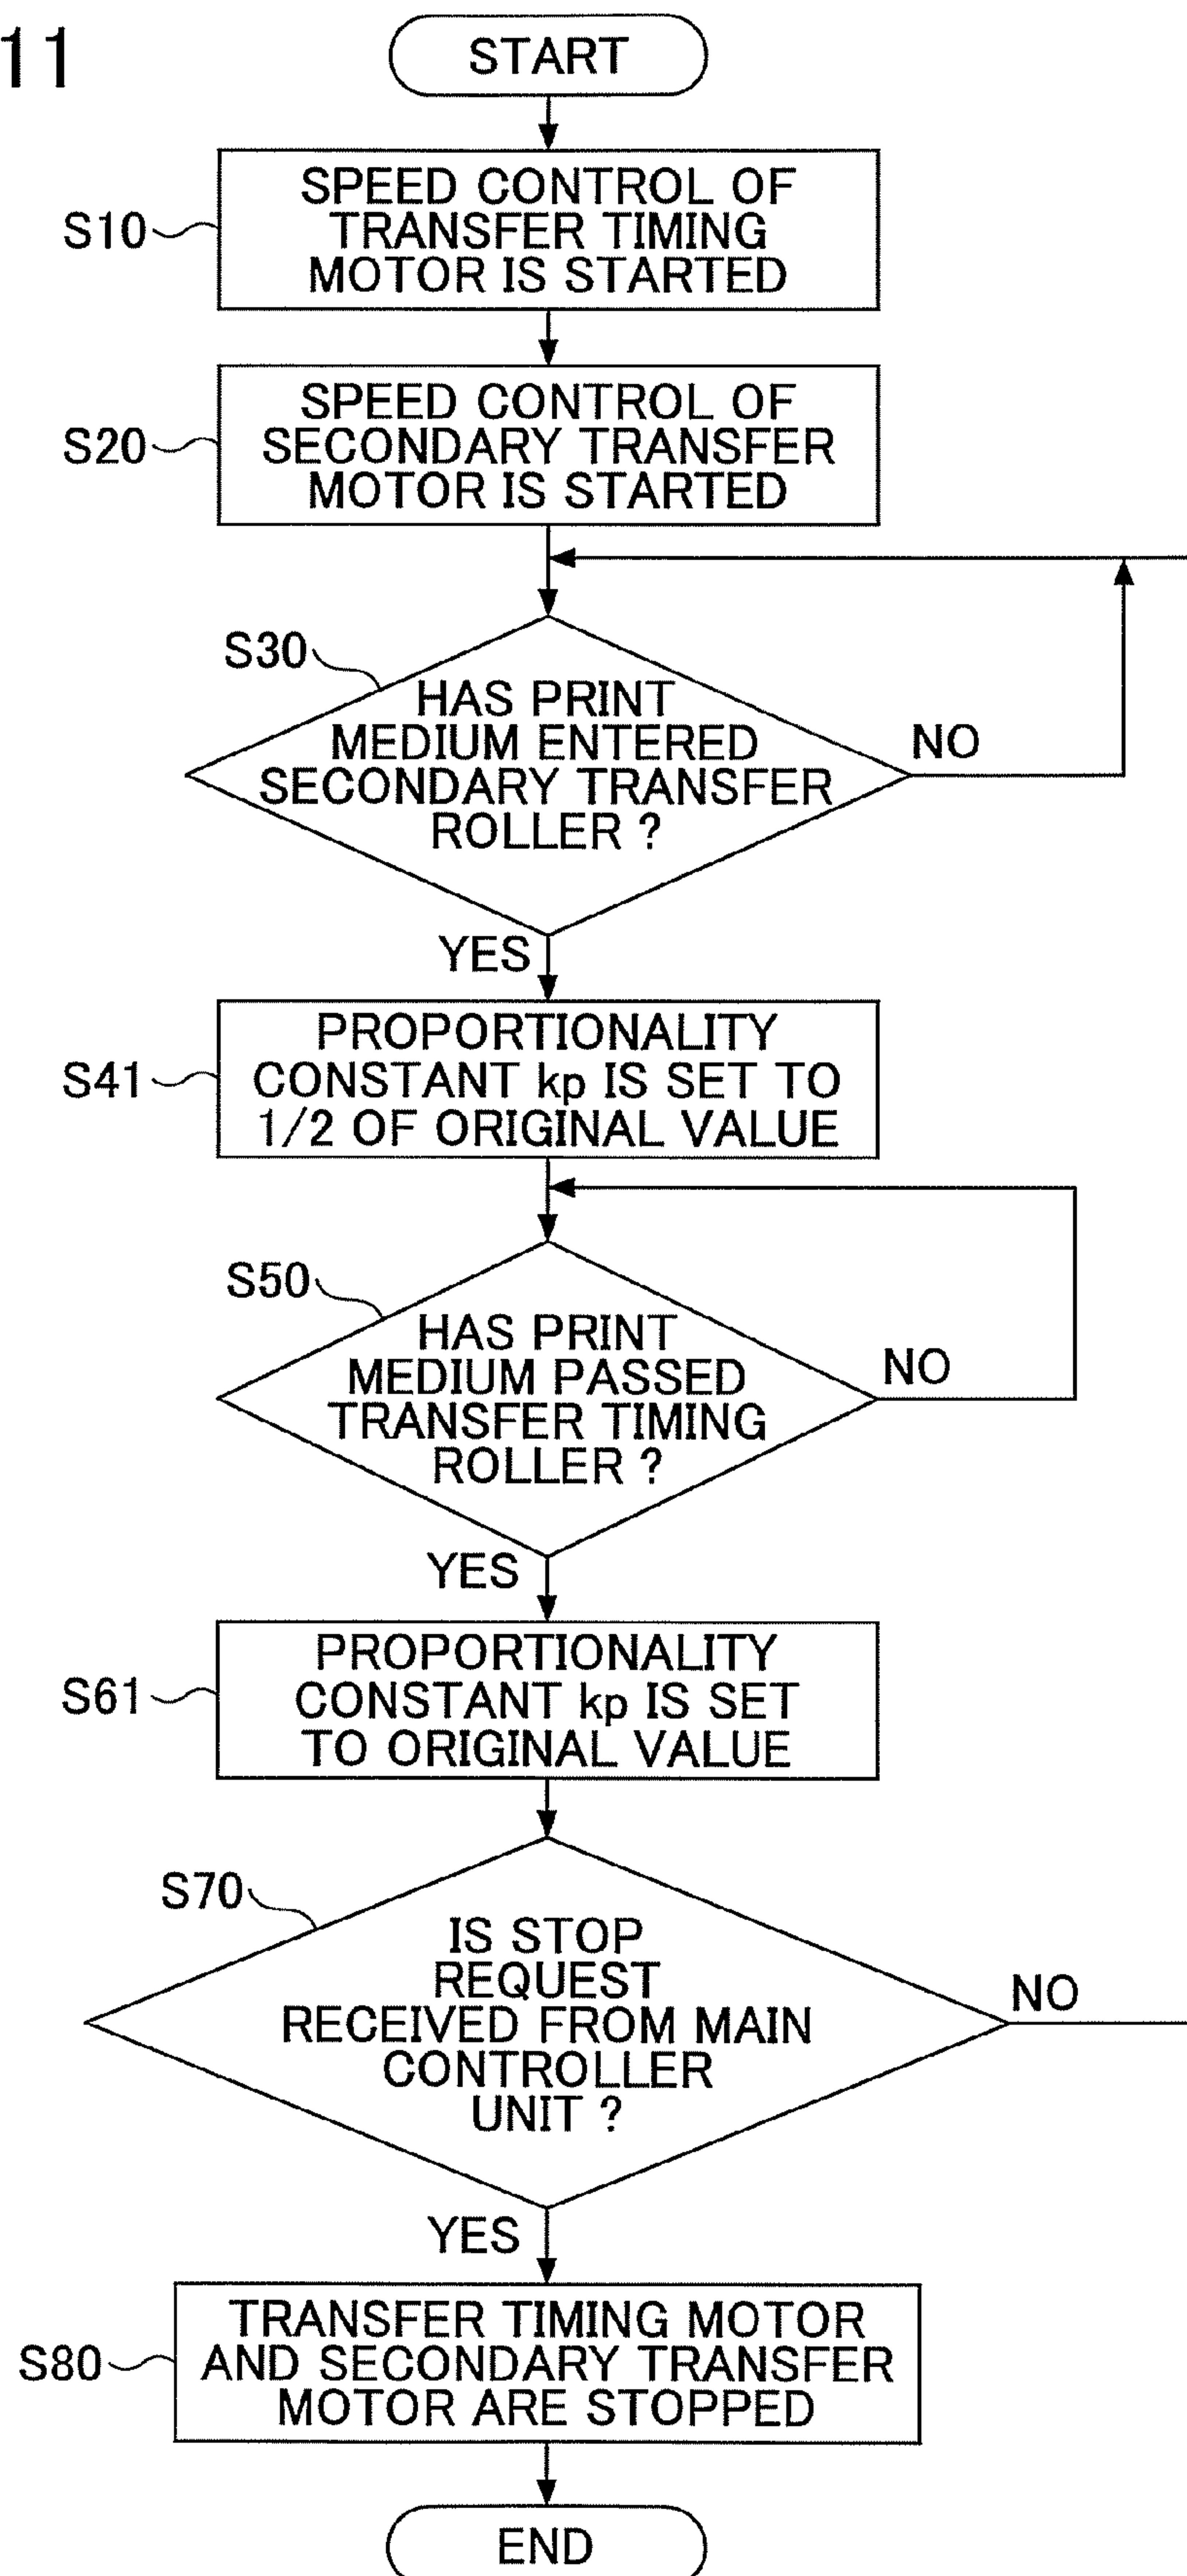 11
START
S10
SPEED CONTROL OF
TRANSFER TIMING
MOTOR IS STARTED
S20
SPEED CONTROL OF
SECONDARY TRANSFER
MOTOR IS STARTED
S30
HAS PRINT
MEDIUM ENTERED
SECONDARY TRANSFER
ROLLER ?
NO
YES
S41
PROPORTIONALITY
CONSTANT kp IS SET TO
1/2 OF ORIGINAL VALUE
S50
HAS PRINT
MEDIUM PASSED
TRANSFER TIMING
ROLLER ?
NO
YES
S61
PROPORTIONALITY
CONSTANT kp IS SET
TO ORIGINAL VALUE
S70
IS STOP
REQUEST
RECEIVED FROM MAIN
CONTROLLER
UNIT ?
NO
YES
S80
TRANSFER TIMING MOTOR
AND SECONDARY TRANSFER
MOTOR ARE STOPPED
END